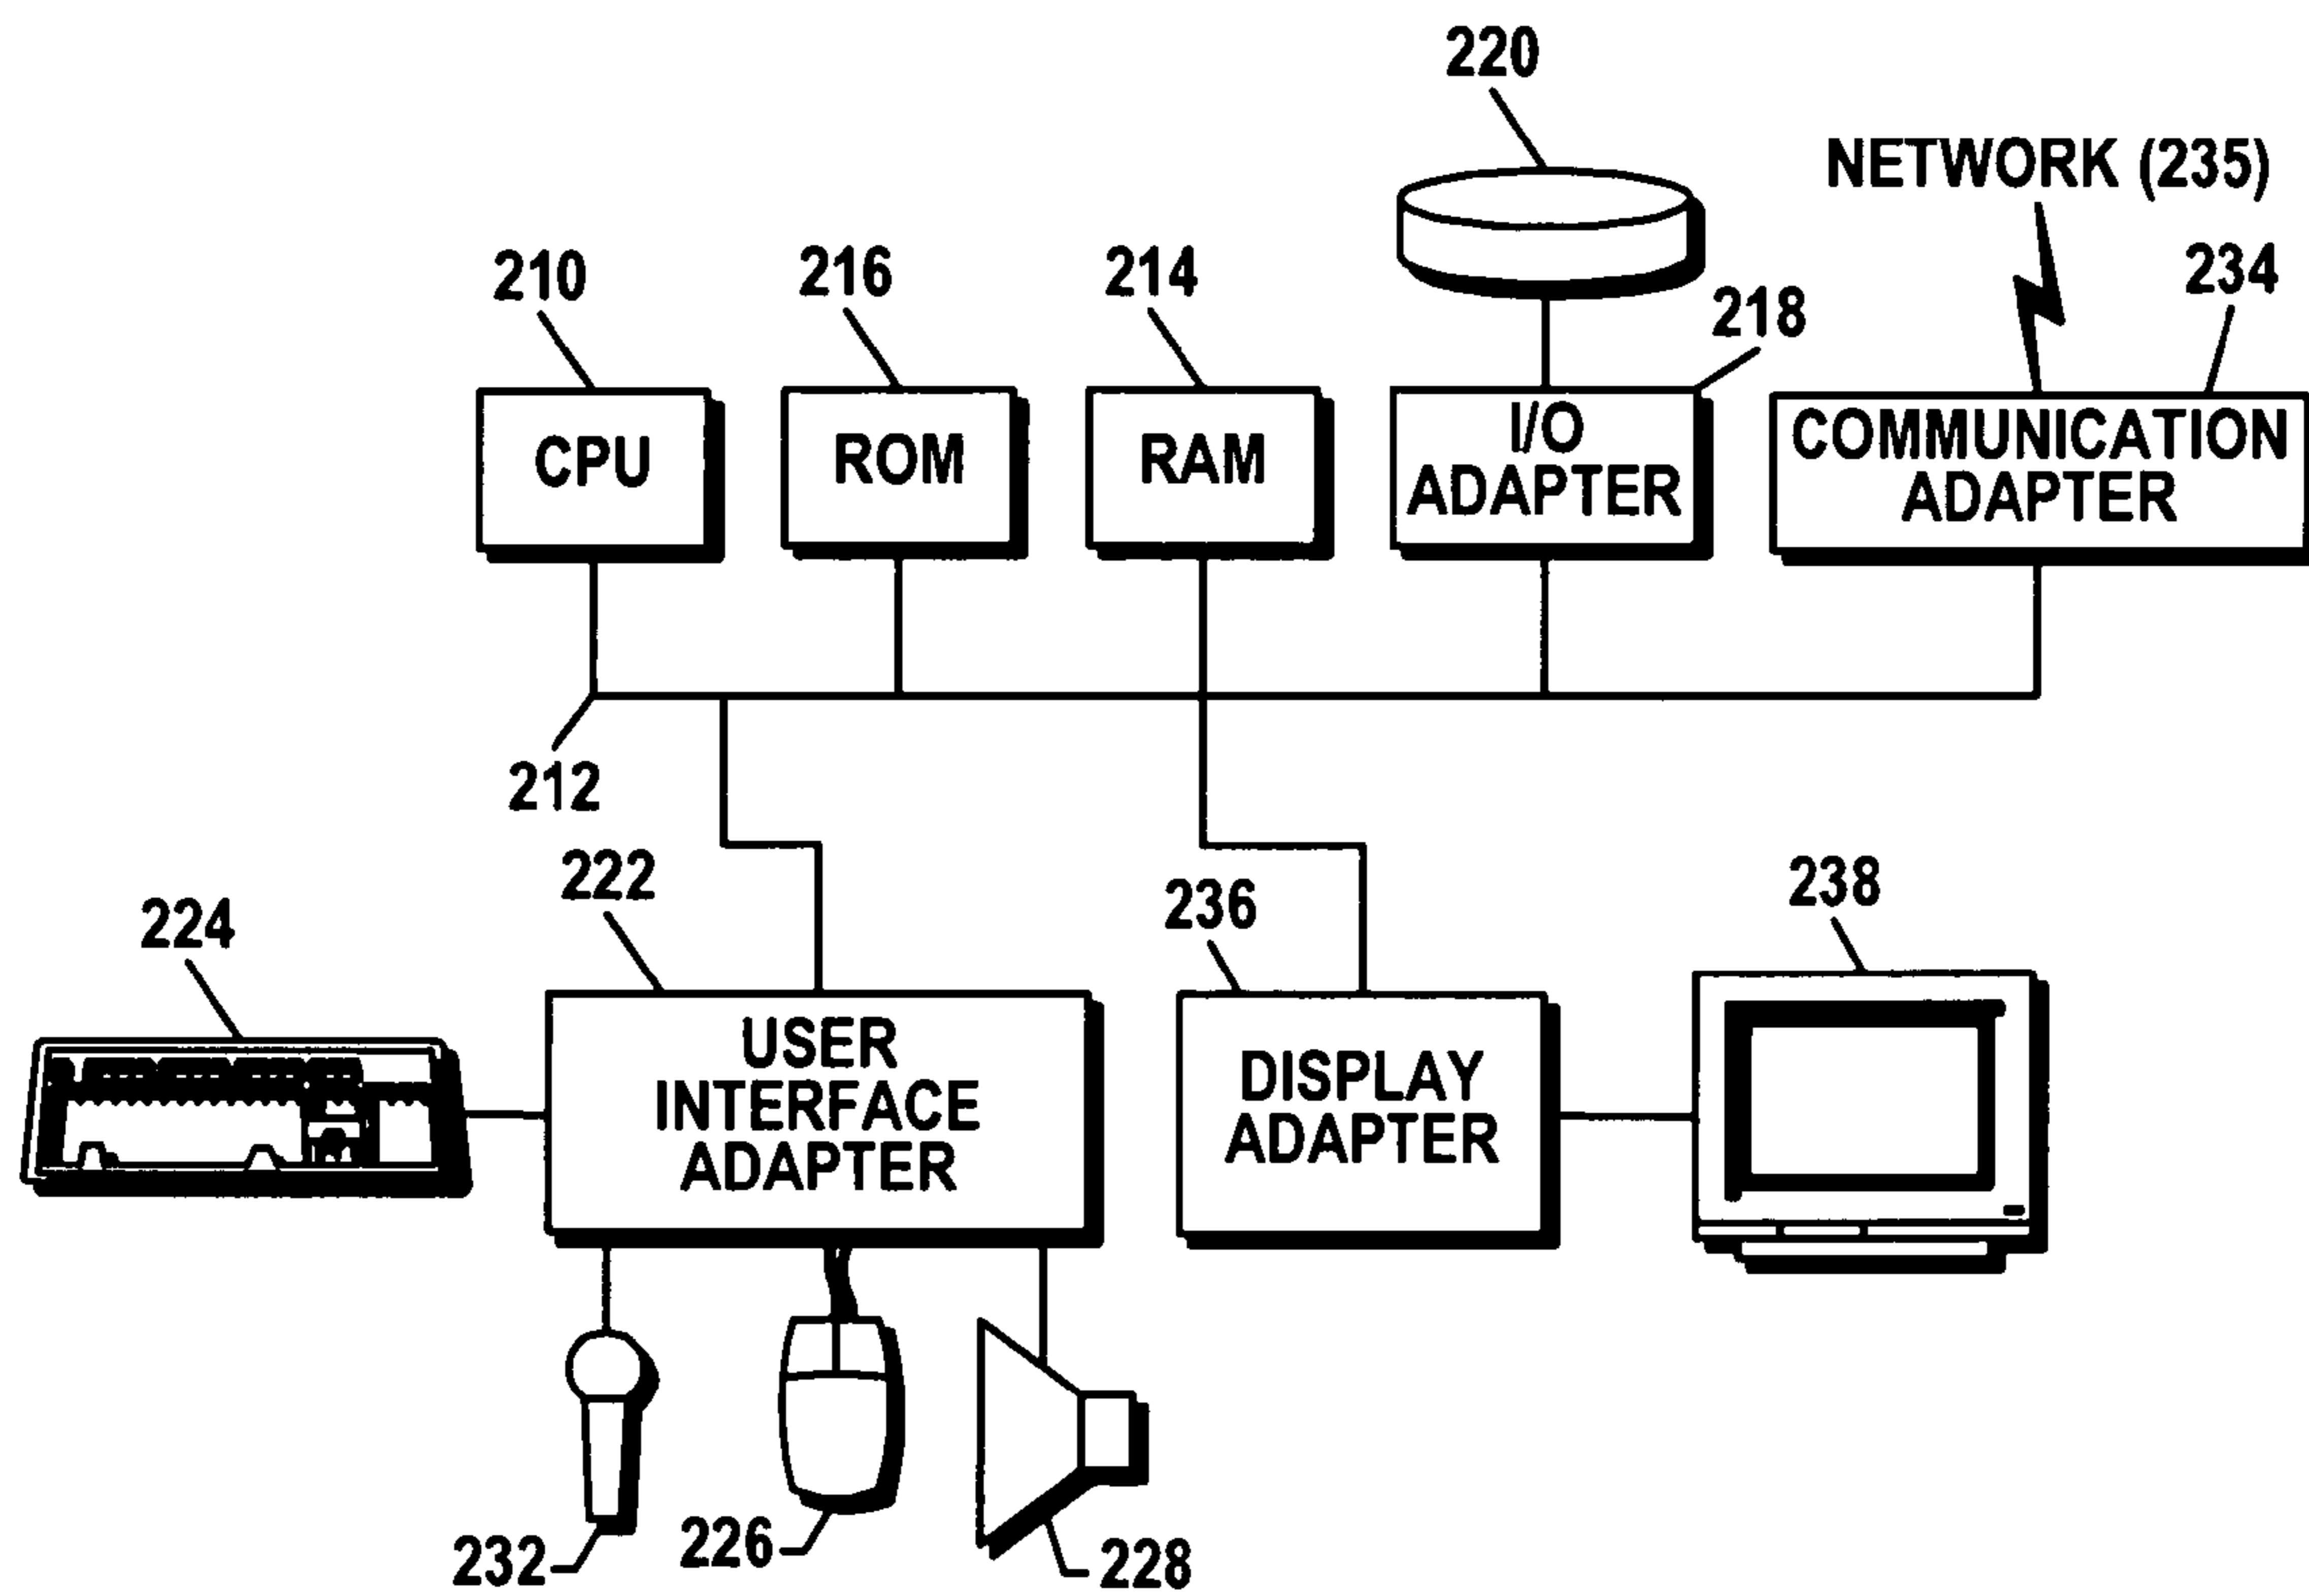 220
NETWORK (235)
210
216
214
218
234
CPU
ROM
RAM
I/O
ADAPTER
COMMUNICATION
ADAPTER
212
222
236
238
224
USER
INTERFACE
ADAPTER
DISPLAY
ADAPTER
232
226
228